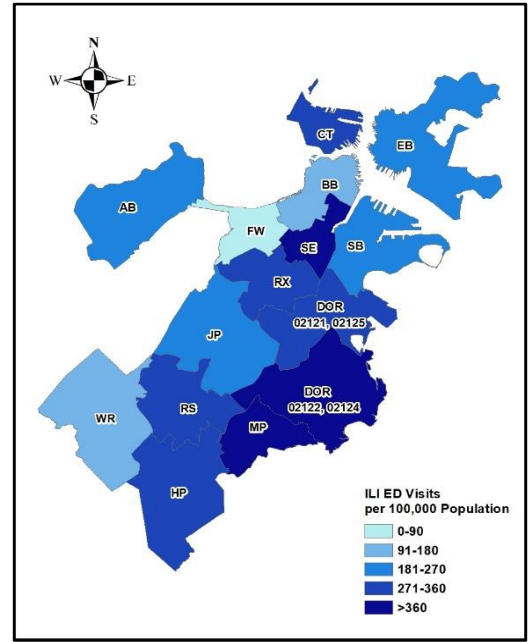 N
W E
S
CT
EB
BB
AB
FW
SE
SB
RX
DOR
02121, 02125
JP
DOR
02122, 02124
WR
RS
MP
HP
ILI ED Visits
per 100,000 Population
0-90
91-180
181-270
271-360
>360